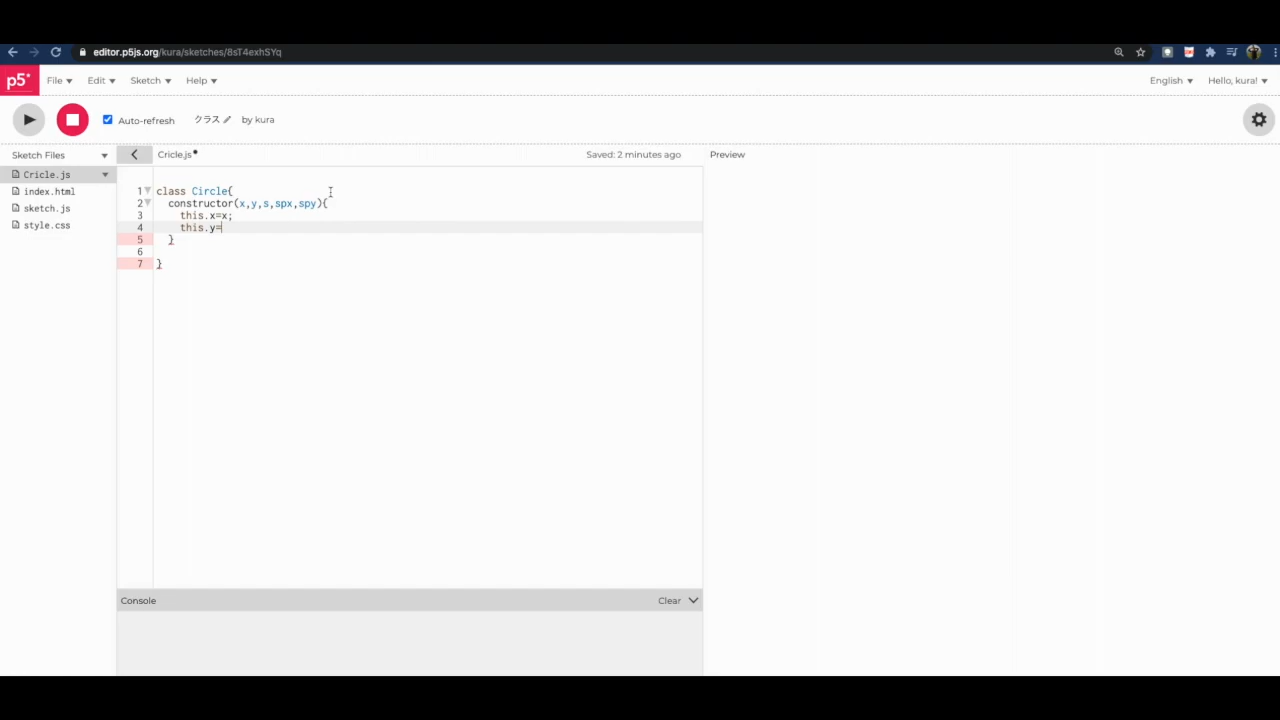 editor.p5js.org/kura/sketches/8sT4exhSYq
p5* File Edit Sketch Help English Hello, kura!
Auto-refresh クラス by kura
Sketch Files Cricle.js Saved: 2 minutes ago Preview
Cricle.js
index.html
sketch.js
style.css
1 class Circle{
2 constructor(x,y,s,spx,spy){
3 this.x=x;
4 this.y=
5 }
6
7 }
Console Clear